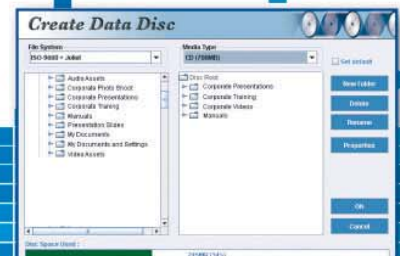 Create Data Disc
File System
ISO-9660 + Joliet
Media Type
CD (700MB)
Set default
Audio Assets
Corporate Photo Shoot
Corporate Presentations
Corporate Training
Manuals
Presentation Slides
My Documents
My Documents and Settings
Video Assets
Disc Root
Corporate Presentations
Corporate Training
Corporate Videos
Manuals
New Folder
Delete
Rename
Properties
OK
Cancel
Disc Space Used :